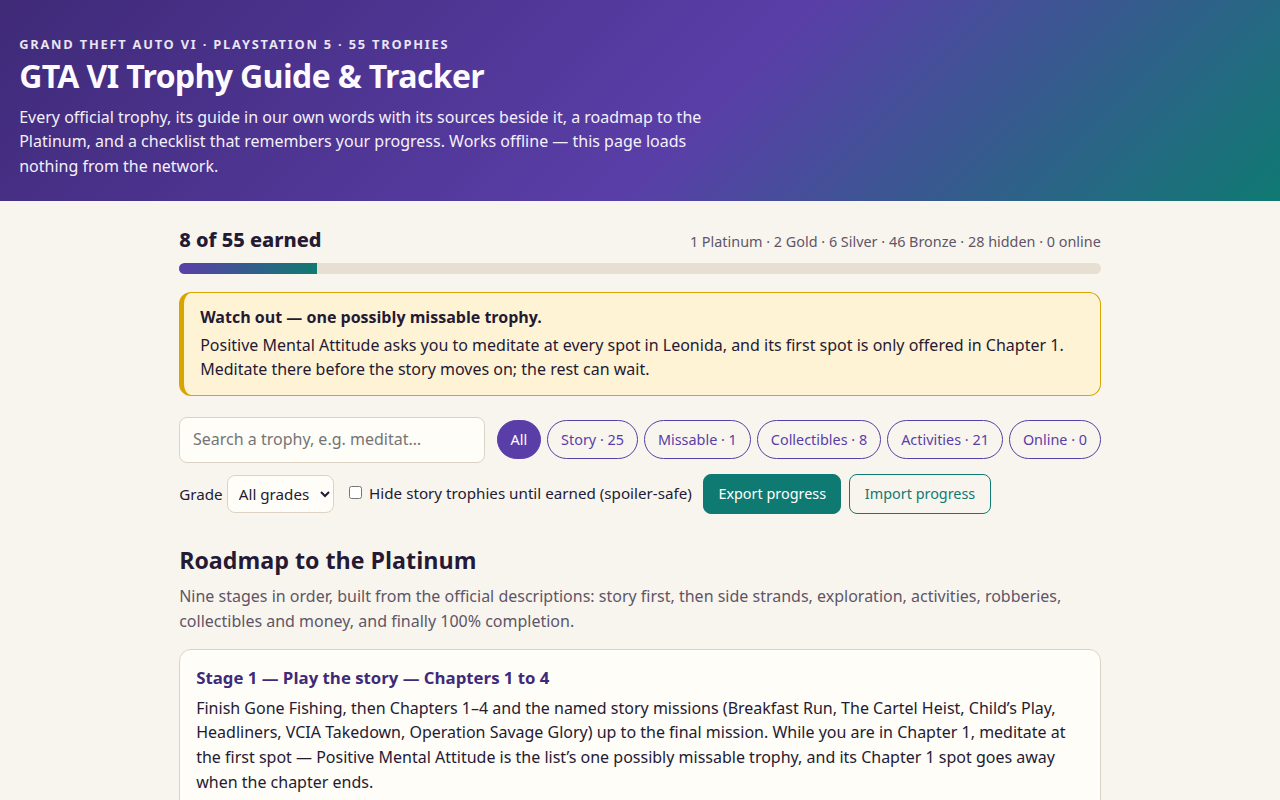 GRAND THEFT AUTO VI · PLAYSTATION 5 · 55 TROPHIES
GTA VI Trophy Guide & Tracker
Every official trophy, its guide in our own words with its sources beside it, a roadmap to the
Platinum, and a checklist that remembers your progress. Works offline — this page loads
nothing from the network.
8 of 55 earned
1 Platinum · 2 Gold · 6 Silver · 46 Bronze · 28 hidden · 0 online
Watch out — one possibly missable trophy.
Positive Mental Attitude asks you to meditate at every spot in Leonida, and its first spot is only offered in Chapter 1.
Meditate there before the story moves on; the rest can wait.
Search a trophy, e.g. meditat...
All
Story · 25
Missable · 1
Collectibles · 8
Activities · 21
Online · 0
Grade
All grades
Hide story trophies until earned (spoiler-safe)
Export progress
Import progress
Roadmap to the Platinum
Nine stages in order, built from the official descriptions: story first, then side strands, exploration, activities, robberies,
collectibles and money, and finally 100% completion.
Stage 1 — Play the story — Chapters 1 to 4
Finish Gone Fishing, then Chapters 1–4 and the named story missions (Breakfast Run, The Cartel Heist, Child’s Play,
Headliners, VCIA Takedown, Operation Savage Glory) up to the final mission. While you are in Chapter 1, meditate at
the first spot — Positive Mental Attitude is the list’s one possibly missable trophy, and its Chapter 1 spot goes away
when the chapter ends.